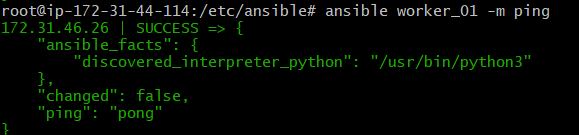 root@ip-172-31-44-114:/etc/ansible# ansible worker_01 -m ping
172.31.46.26 | SUCCESS => {
    "ansible_facts": {
        "discovered_interpreter_python": "/usr/bin/python3"
    },
    "changed": false,
    "ping": "pong"
}